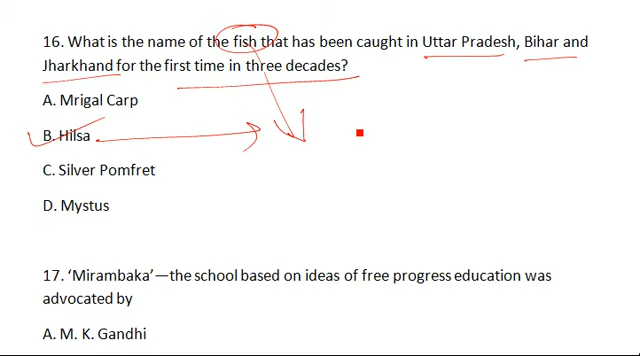 16. What is the name of the fish that has been caught in Uttar Pradesh, Bihar and
Jharkhand for the first time in three decades?
A. Mrigal Carp
B. Hilsa
C. Silver Pomfret
D. Mystus
17. ‘Mirambaka’—the school based on ideas of free progress education was
advocated by
A. M. K. Gandhi